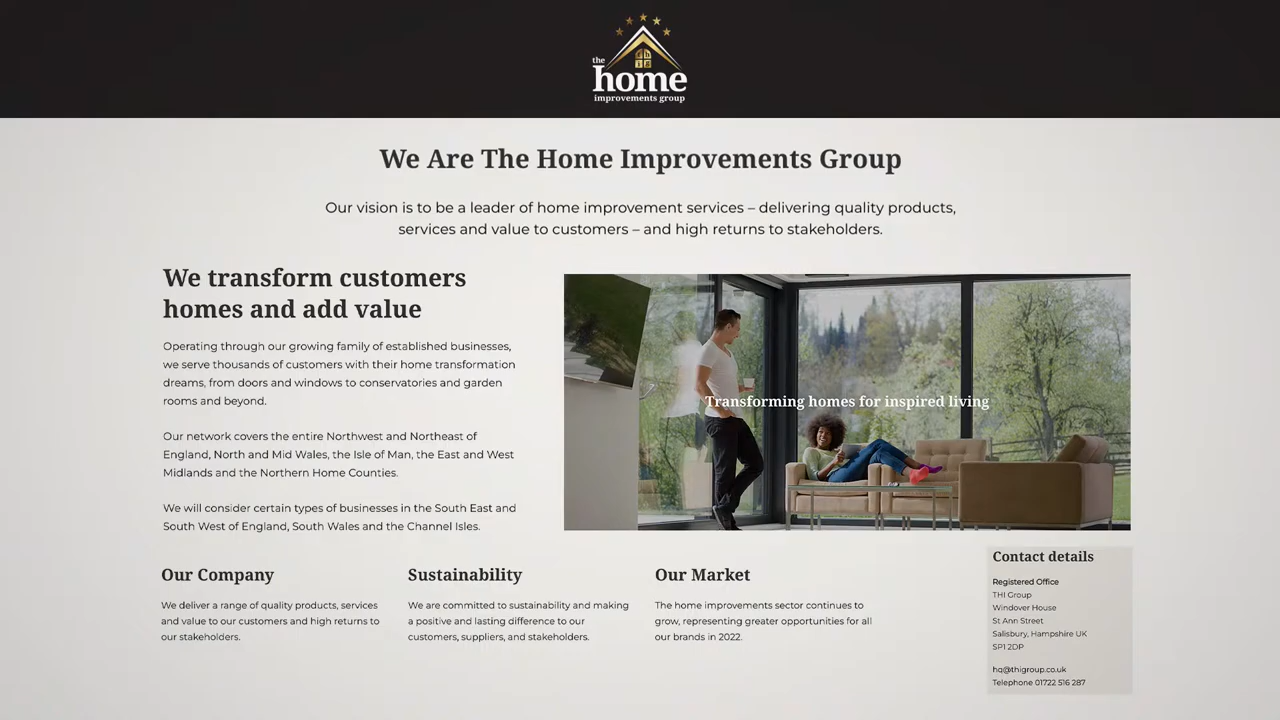 the
home
improvements group
We Are The Home Improvements Group
Our vision is to be a leader of home improvement services – delivering quality products,
services and value to customers – and high returns to stakeholders.
We transform customers
homes and add value
Operating through our growing family of established businesses,
we serve thousands of customers with their home transformation
dreams, from doors and windows to conservatories and garden
rooms and beyond.
Our network covers the entire Northwest and Northeast of
England, North and Mid Wales, the Isle of Man, the East and West
Midlands and the Northern Home Counties.
We will consider certain types of businesses in the South East and
South West of England, South Wales and the Channel Isles.
Transforming homes for inspired living
Our Company
We deliver a range of quality products, services
and value to our customers and high returns to
our stakeholders.
Sustainability
We are committed to sustainability and making
a positive and lasting difference to our
customers, suppliers, and stakeholders.
Our Market
The home improvements sector continues to
grow, representing greater opportunities for all
our brands in 2022.
Contact details
Registered Office
THI Group
Windover House
St Ann Street
Salisbury, Hampshire UK
SP1 2DP
hq@thigroup.co.uk
Telephone 01722 516 287